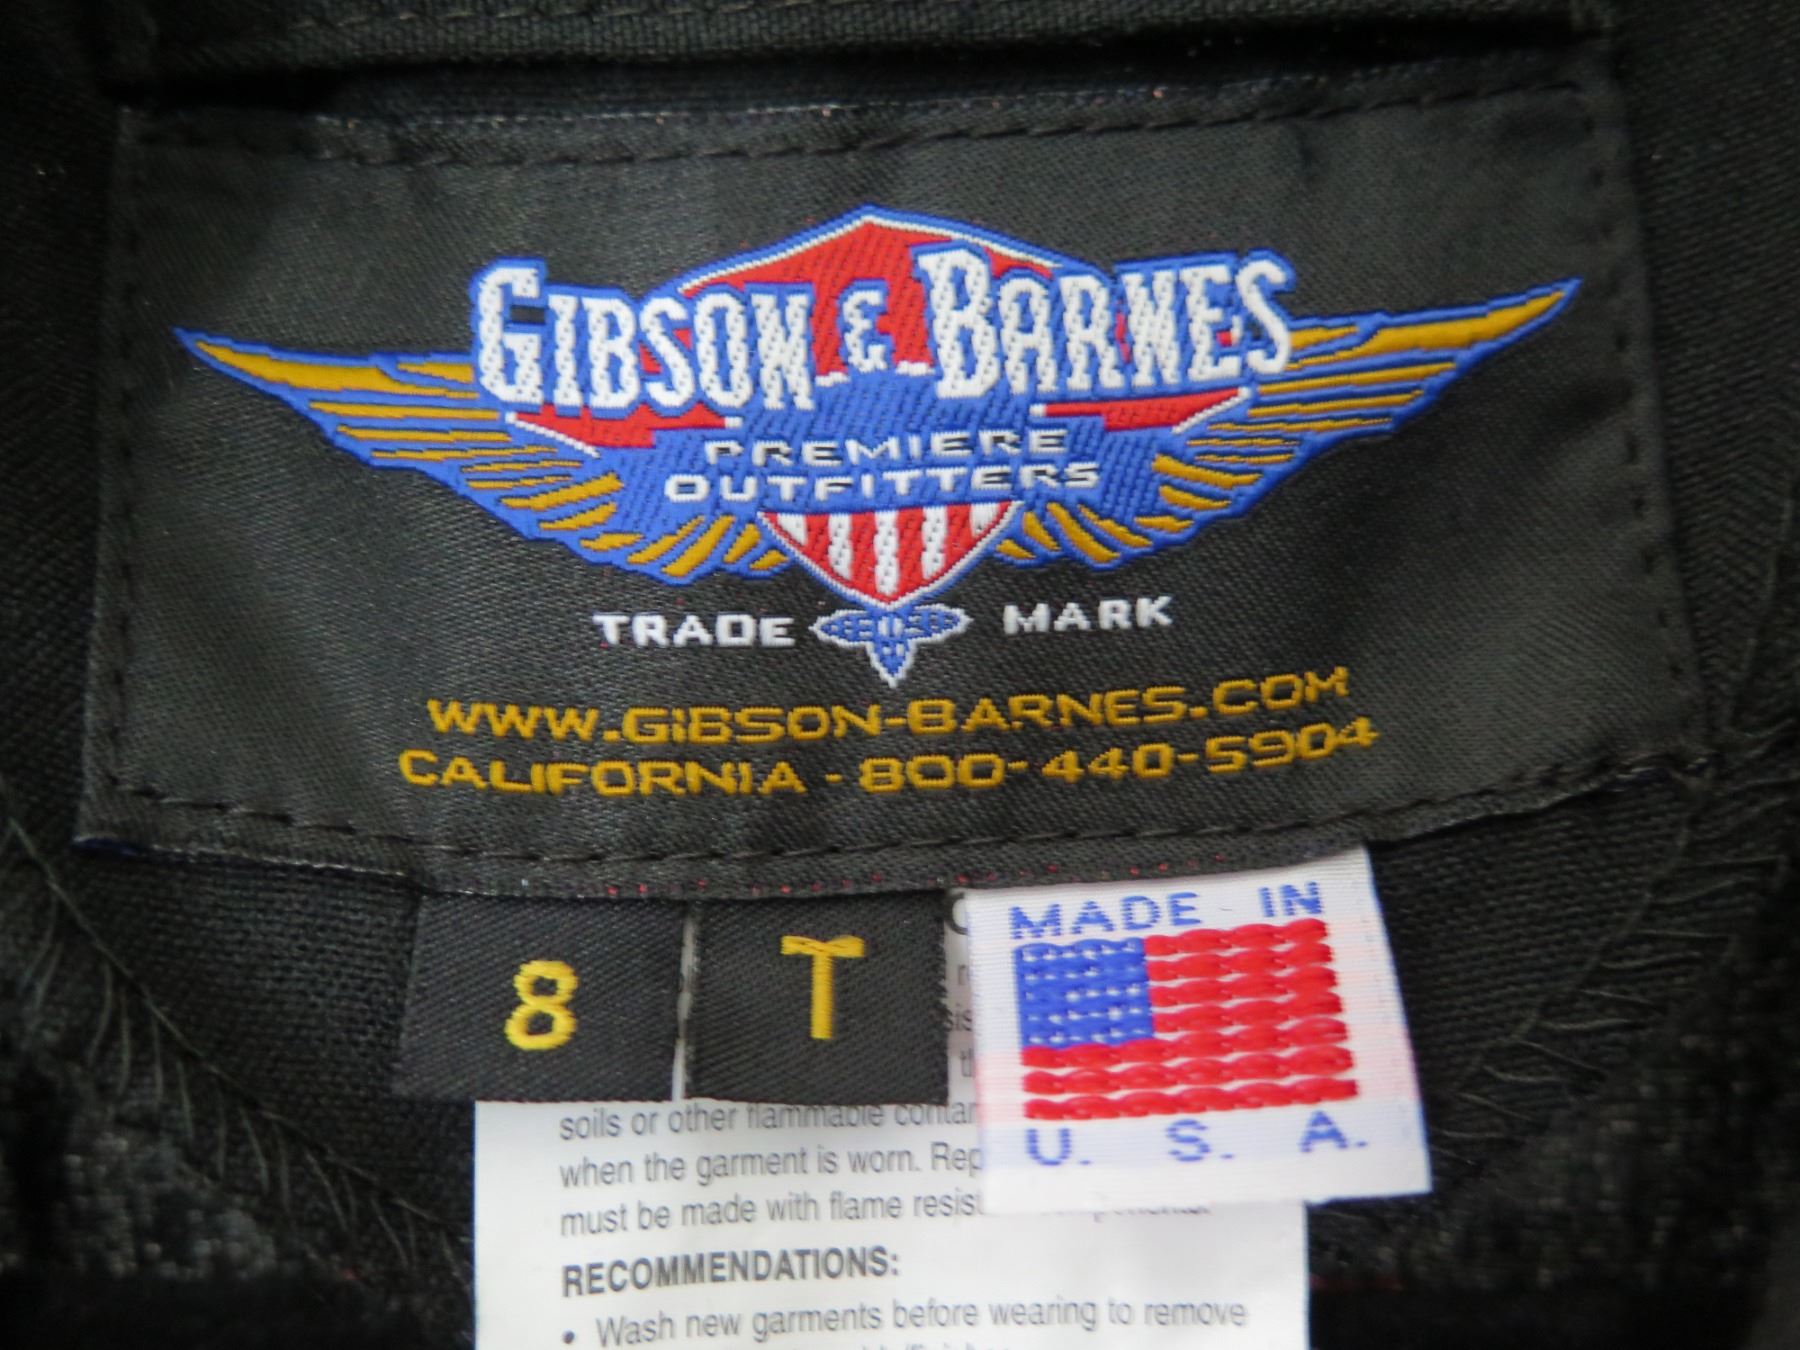 GIBSON & BARNES
PREMIERE
OUTFITTERS
TRADE MARK
WWW.GIBSON-BARNES.COM
CALIFORNIA - 800-440-5904
8 T
MADE IN
U. S. A.
soils or other flammable
when the garment is worn.
must be made with flame
RECOMMENDATIONS:
• Wash new garments before wearing to remove